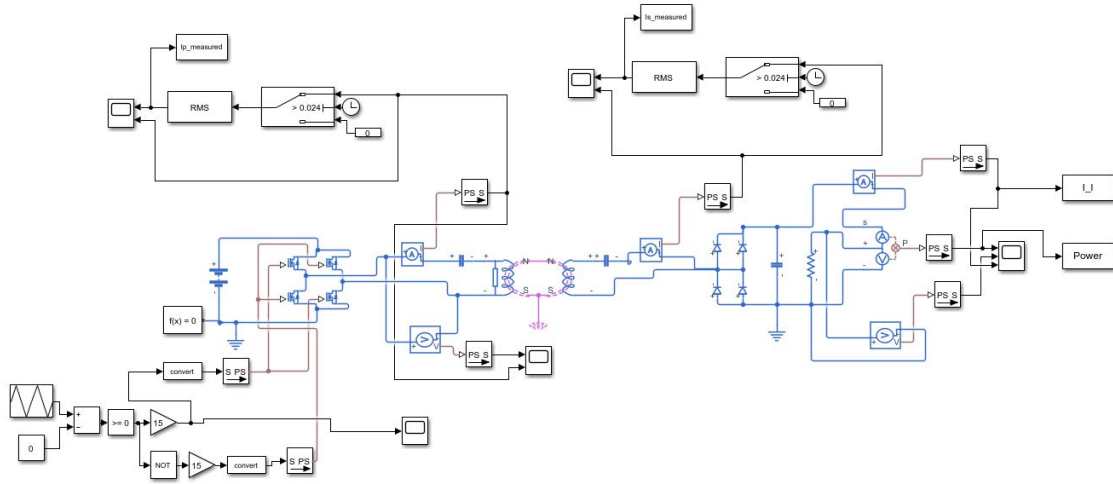 Ip_measured
RMS
> 0.024
0
Is_measured
RMS
> 0.024
0
PS S
PS S
PS S
I_I
A
A
A
s
+
-
A
V
P
PS S
Power
PS S
N
S
N
S
f(x) = 0
V
PS S
V
convert
S PS
+
-
>= 0
15
0
NOT
15
convert
S PS